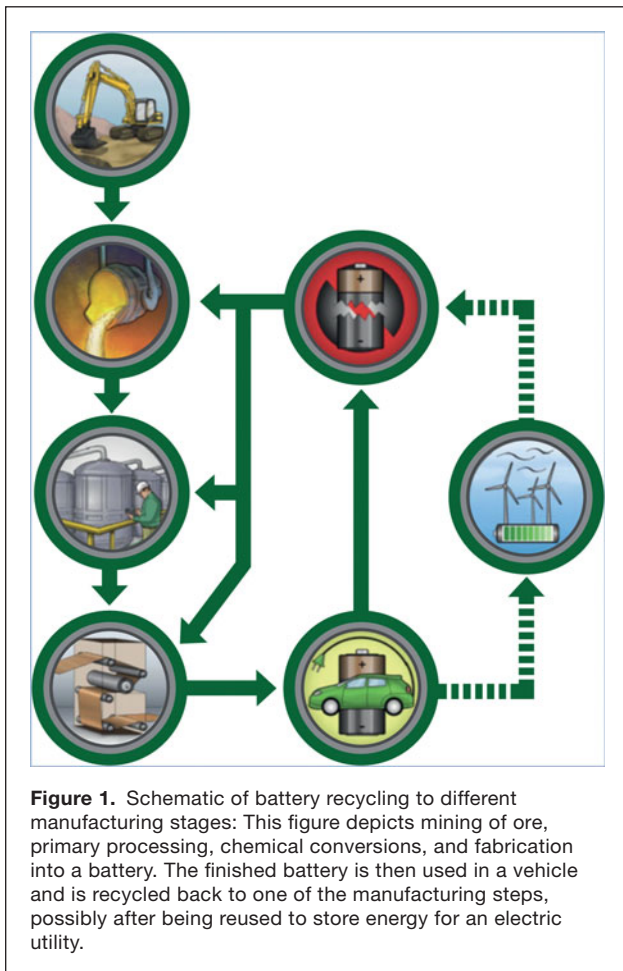 Figure 1. Schematic of battery recycling to different
manufacturing stages: This figure depicts mining of ore,
primary processing, chemical conversions, and fabrication
into a battery. The finished battery is then used in a vehicle
and is recycled back to one of the manufacturing steps,
possibly after being reused to store energy for an electric
utility.